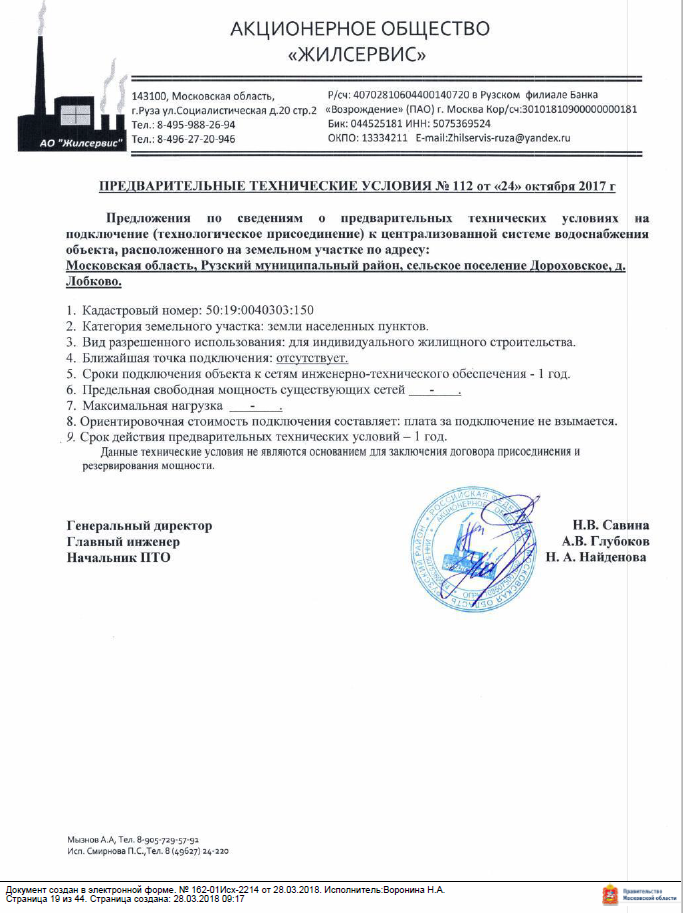 АКЦИОНЕРНОЕ ОБЩЕСТВО
«ЖИЛСЕРВИС»
АО "Жилсервис"
143100, Московская область,
г.Руза ул.Социалистическая д.20 стр.2
Тел.: 8-495-988-26-94
Тел.: 8-496-27-20-946
Р/сч: 40702810604400140720 в Рузском филиале Банка
«Возрождение» (ПАО) г. Москва Кор/сч:30101810900000000181
Бик: 044525181 ИНН: 5075369524
ОКПО: 13334211 E-mail:Zhilservis-ruza@yandex.ru
ПРЕДВАРИТЕЛЬНЫЕ ТЕХНИЧЕСКИЕ УСЛОВИЯ № 112 от «24» октября 2017 г
Предложения по сведениям о предварительных технических условиях на
подключение (технологическое присоединение) к централизованной системе водоснабжения
объекта, расположенного на земельном участке по адресу:
Московская область, Рузский муниципальный район, сельское поселение Дороховское, д.
Лобково.
1. Кадастровый номер: 50:19:0040303:150
2. Категория земельного участка: земли населенных пунктов.
3. Вид разрешенного использования: для индивидуального жилищного строительства.
4. Ближайшая точка подключения: отсутствует.
5. Сроки подключения объекта к сетям инженерно-технического обеспечения - 1 год.
6. Предельная свободная мощность существующих сетей ___-____.
7. Максимальная нагрузка ___-____.
8. Ориентировочная стоимость подключения составляет: плата за подключение не взымается.
9. Срок действия предварительных технических условий – 1 год.
Данные технические условия не являются основанием для заключения договора присоединения и
резервирования мощности.
Генеральный директор Н.В. Савина
Главный инженер А.В. Глубоков
Начальник ПТО Н. А. Найденова
РОССИЙСКАЯ ФЕДЕРАЦИЯ МОСКОВСКАЯ ОБЛАСТЬ РУЗСКИЙ РАЙОН
Мызнов А.А, Тел. 8-905-729-57-92
Исп. Смирнова П.С.,Тел. 8 (49627) 24-220
Документ создан в электронной форме. № 162-01Исх-2214 от 28.03.2018. Исполнитель:Воронина Н.А.
Страница 19 из 44. Страница создана: 28.03.2018 09:17
Правительство
Московской области